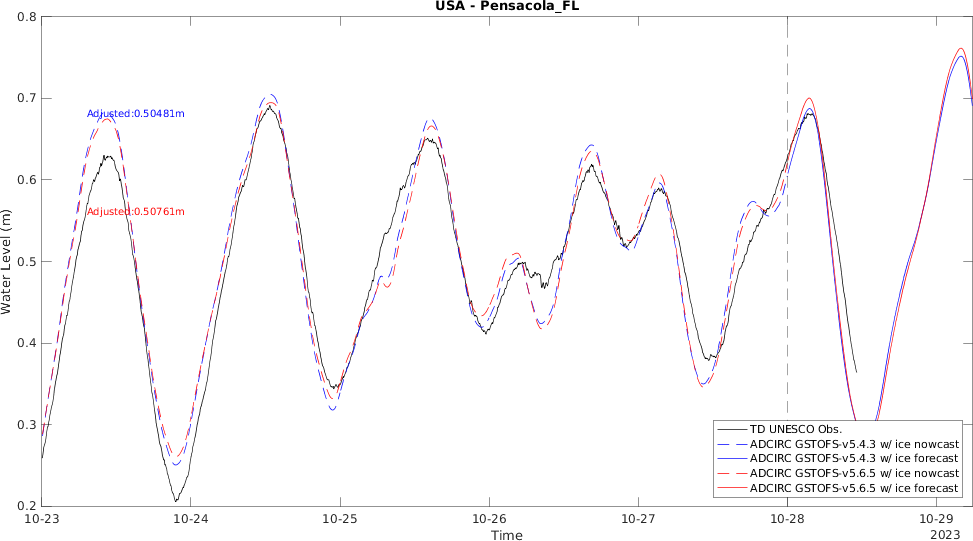 USA - Pensacola_FL
0.8
0.7
0.6
0.5
0.4
0.3
0.2
Water Level (m)
Adjusted:0.50481m
Adjusted:0.50761m
TD UNESCO Obs.
ADCIRC GSTOFS-v5.4.3 w/ ice nowcast
ADCIRC GSTOFS-v5.4.3 w/ ice forecast
ADCIRC GSTOFS-v5.6.5 w/ ice nowcast
ADCIRC GSTOFS-v5.6.5 w/ ice forecast
10-23 10-24 10-25 10-26 10-27 10-28 10-29
Time
2023